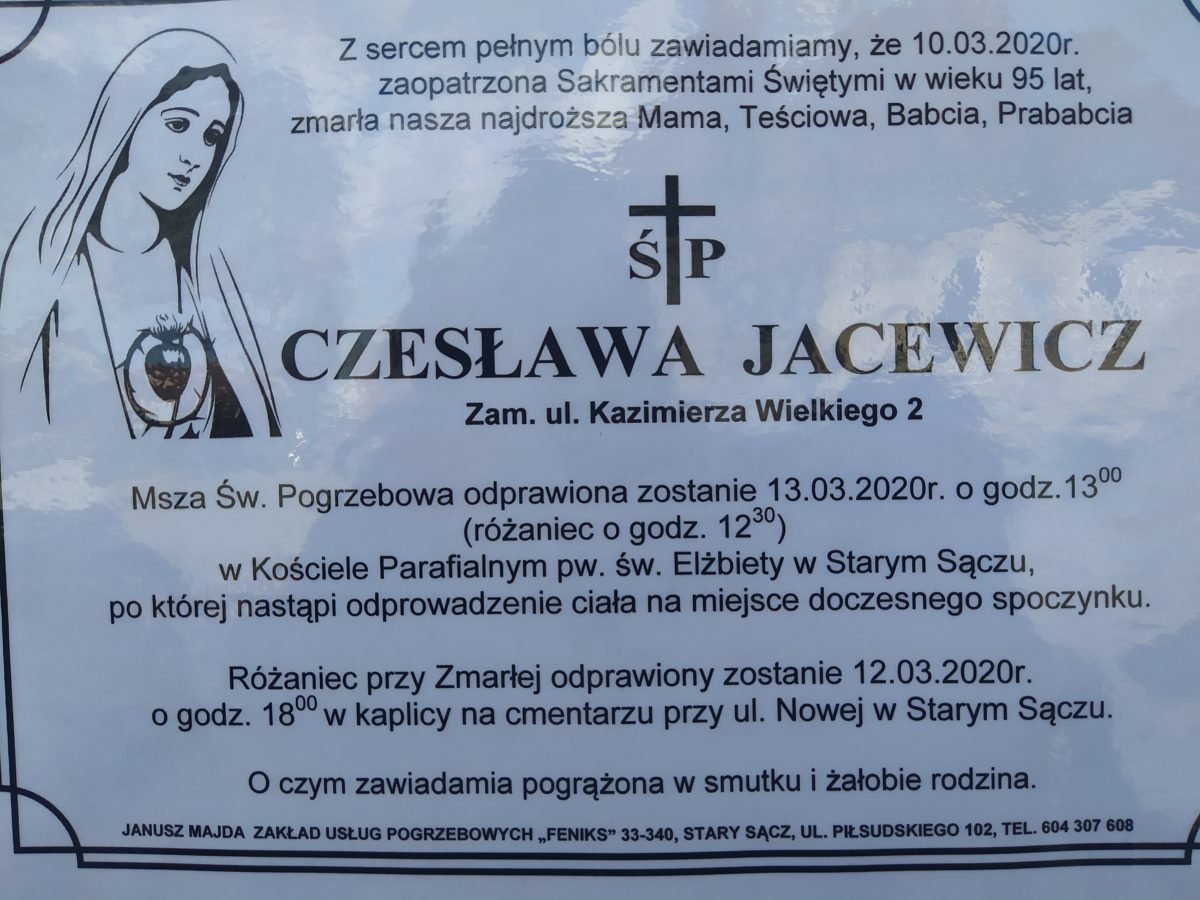 Z sercem pełnym bólu zawiadamiamy, że 10.03.2020r.
zaopatrzona Sakramentami Świętymi w wieku 95 lat,
zmarła nasza najdroższa Mama, Teściowa, Babcia, Prababcia
Ś P
CZESŁAWA JACEWICZ
Zam. ul. Kazimierza Wielkiego 2
Msza Św. Pogrzebowa odprawiona zostanie 13.03.2020r. o godz.13⁰⁰
(różaniec o godz. 12³⁰)
w Kościele Parafialnym pw. św. Elżbiety w Starym Sączu,
po której nastąpi odprowadzenie ciała na miejsce doczesnego spoczynku.
Różaniec przy Zmarłej odprawiony zostanie 12.03.2020r.
o godz. 18⁰⁰ w kaplicy na cmentarzu przy ul. Nowej w Starym Sączu.
O czym zawiadamia pogrążona w smutku i żałobie rodzina.
JANUSZ MAJDA ZAKŁAD USŁUG POGRZEBOWYCH „FENIKS” 33-340, STARY SĄCZ, UL. PIŁSUDSKIEGO 102, TEL. 604 307 608